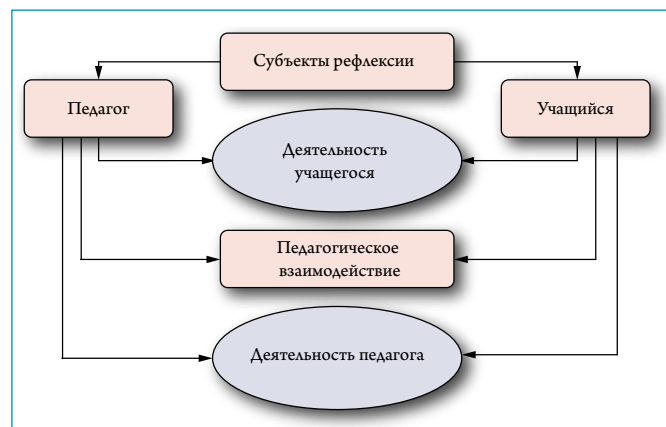 Субъекты рефлексии
Педагог
Учащийся
Деятельность
учащегося
Педагогическое
взаимодействие
Деятельность педагога